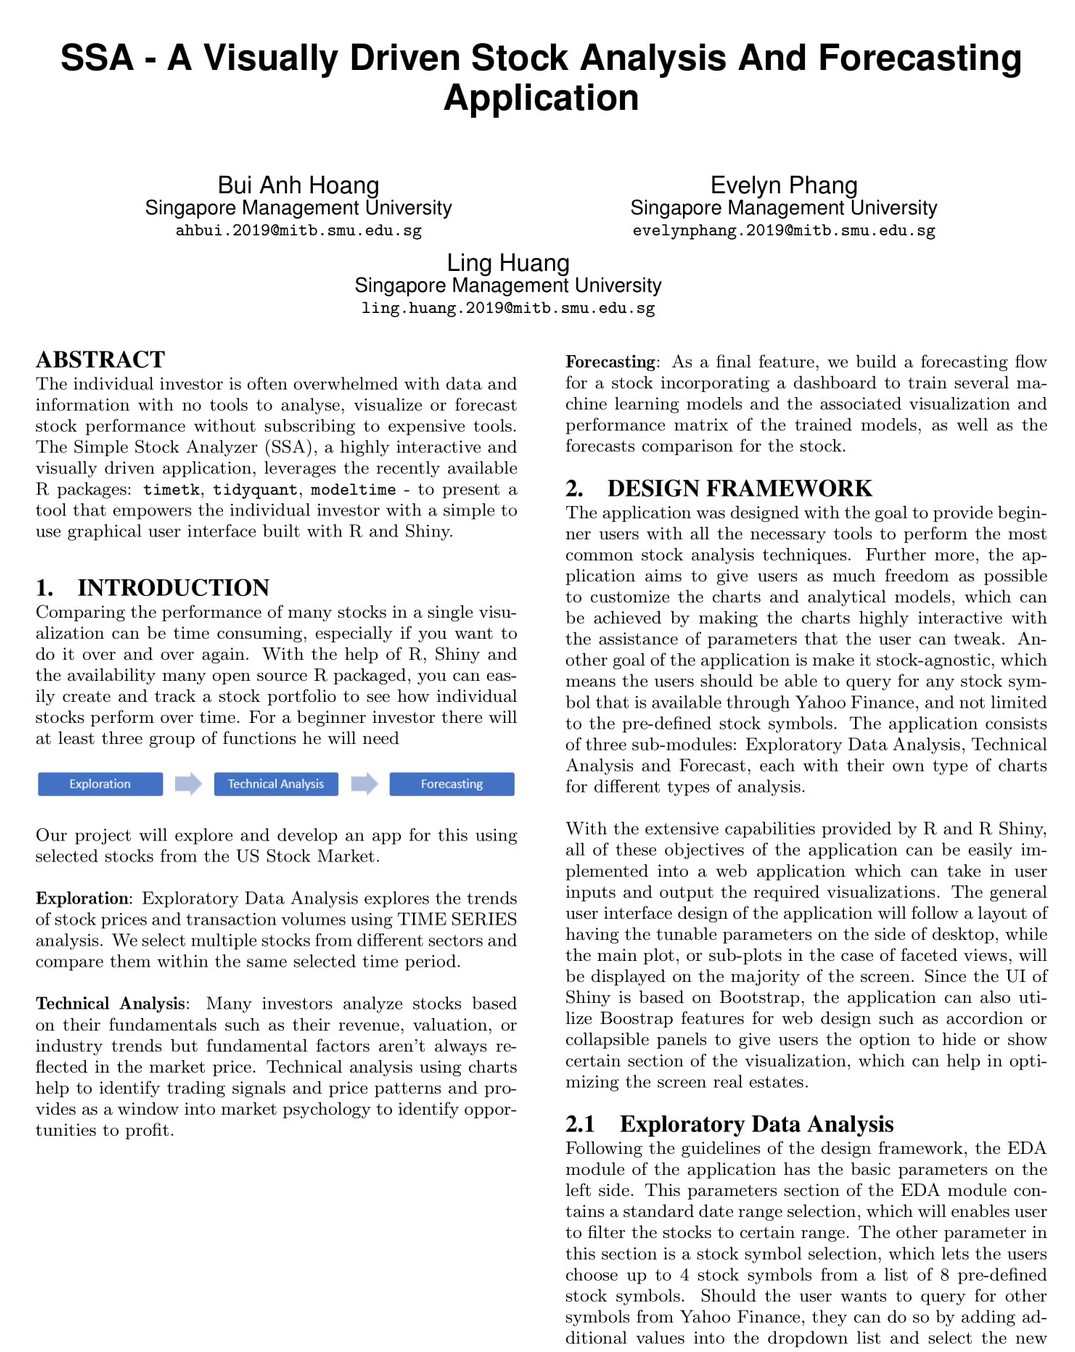 SSA - A Visually Driven Stock Analysis And Forecasting
Application
Bui Anh Hoang
Singapore Management University
ahbui.2019@mitb.smu.edu.sg
Evelyn Phang
Singapore Management University
evelynphang.2019@mitb.smu.edu.sg
Ling Huang
Singapore Management University
ling.huang.2019@mitb.smu.edu.sg
ABSTRACT
The individual investor is often overwhelmed with data and
information with no tools to analyse, visualize or forecast
stock performance without subscribing to expensive tools.
The Simple Stock Analyzer (SSA), a highly interactive and
visually driven application, leverages the recently available
R packages: timetk, tidyquant, modeltime - to present a
tool that empowers the individual investor with a simple to
use graphical user interface built with R and Shiny.
1. INTRODUCTION
Comparing the performance of many stocks in a single visu-
alization can be time consuming, especially if you want to
do it over and over again. With the help of R, Shiny and
the availability many open source R packaged, you can eas-
ily create and track a stock portfolio to see how individual
stocks perform over time. For a beginner investor there will
at least three group of functions he will need
Exploration Technical Analysis Forecasting
Our project will explore and develop an app for this using
selected stocks from the US Stock Market.
Exploration: Exploratory Data Analysis explores the trends
of stock prices and transaction volumes using TIME SERIES
analysis. We select multiple stocks from different sectors and
compare them within the same selected time period.
Technical Analysis: Many investors analyze stocks based
on their fundamentals such as their revenue, valuation, or
industry trends but fundamental factors aren't always re-
flected in the market price. Technical analysis using charts
help to identify trading signals and price patterns and pro-
vides as a window into market psychology to identify oppor-
tunities to profit.
Forecasting: As a final feature, we build a forecasting flow
for a stock incorporating a dashboard to train several ma-
chine learning models and the associated visualization and
performance matrix of the trained models, as well as the
forecasts comparison for the stock.
2. DESIGN FRAMEWORK
The application was designed with the goal to provide begin-
ner users with all the necessary tools to perform the most
common stock analysis techniques. Further more, the ap-
plication aims to give users as much freedom as possible
to customize the charts and analytical models, which can
be achieved by making the charts highly interactive with
the assistance of parameters that the user can tweak. An-
other goal of the application is make it stock-agnostic, which
means the users should be able to query for any stock sym-
bol that is available through Yahoo Finance, and not limited
to the pre-defined stock symbols. The application consists
of three sub-modules: Exploratory Data Analysis, Technical
Analysis and Forecast, each with their own type of charts
for different types of analysis.
With the extensive capabilities provided by R and R Shiny,
all of these objectives of the application can be easily im-
plemented into a web application which can take in user
inputs and output the required visualizations. The general
user interface design of the application will follow a layout of
having the tunable parameters on the side of desktop, while
the main plot, or sub-plots in the case of faceted views, will
be displayed on the majority of the screen. Since the UI of
Shiny is based on Bootstrap, the application can also uti-
lize Boostrap features for web design such as accordion or
collapsible panels to give users the option to hide or show
certain section of the visualization, which can help in opti-
mizing the screen real estates.
2.1 Exploratory Data Analysis
Following the guidelines of the design framework, the EDA
module of the application has the basic parameters on the
left side. This parameters section of the EDA module con-
tains a standard date range selection, which will enables user
to filter the stocks to certain range. The other parameter in
this section is a stock symbol selection, which lets the users
choose up to 4 stock symbols from a list of 8 pre-defined
stock symbols. Should the user wants to query for other
symbols from Yahoo Finance, they can do so by adding ad-
ditional values into the dropdown list and select the new